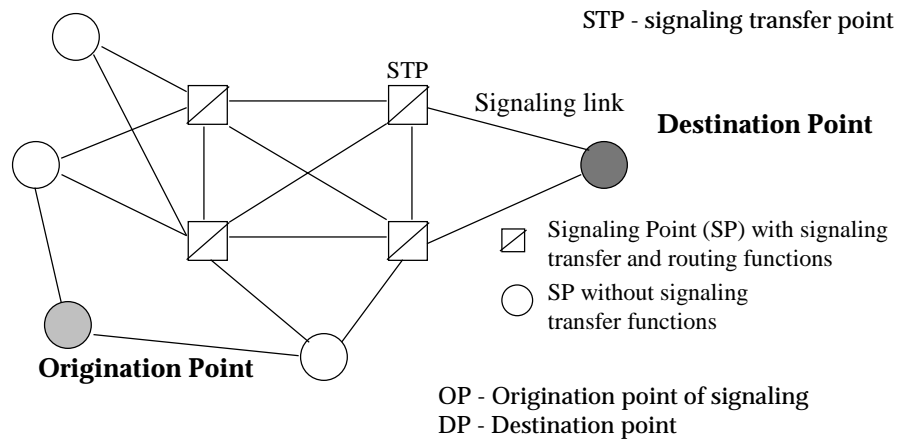 STP - signaling transfer point
STP
Signaling link
Destination Point
Signaling Point (SP) with signaling
transfer and routing functions
SP without signaling
transfer functions
Origination Point
OP - Origination point of signaling
DP - Destination point